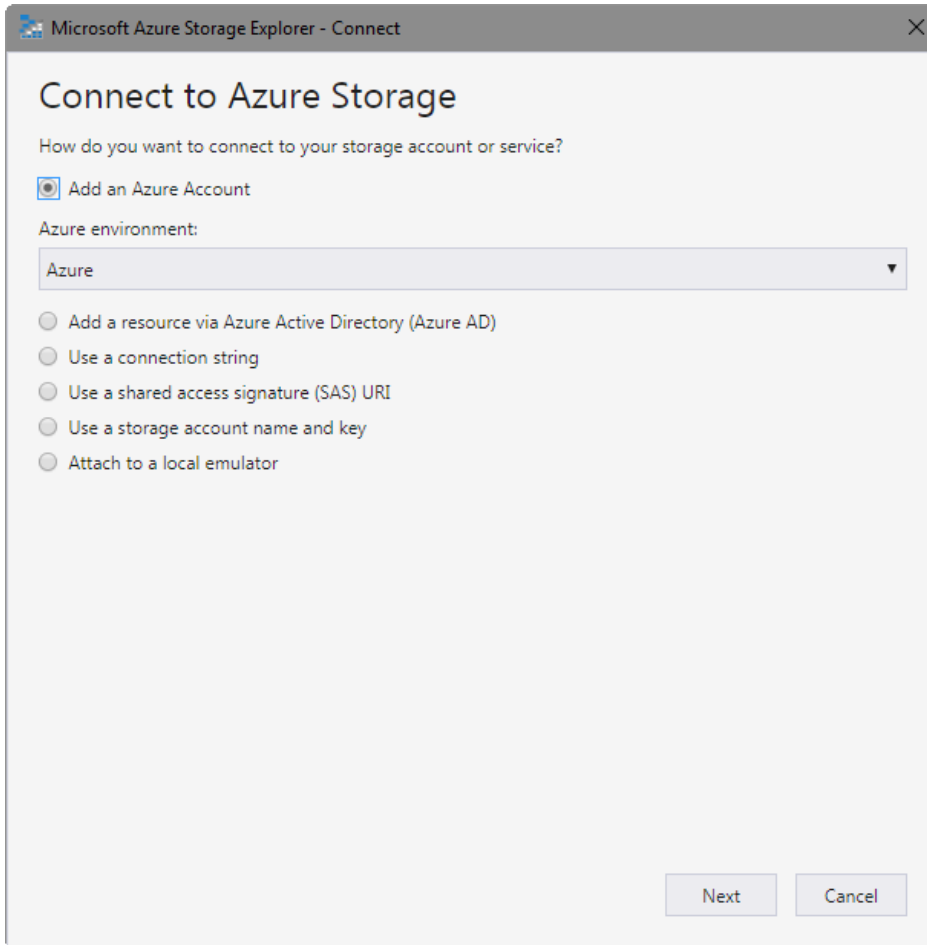 Microsoft Azure Storage Explorer - Connect
Connect to Azure Storage
How do you want to connect to your storage account or service?
Add an Azure Account
Azure environment:
Azure
Add a resource via Azure Active Directory (Azure AD)
Use a connection string
Use a shared access signature (SAS) URI
Use a storage account name and key
Attach to a local emulator
Next Cancel